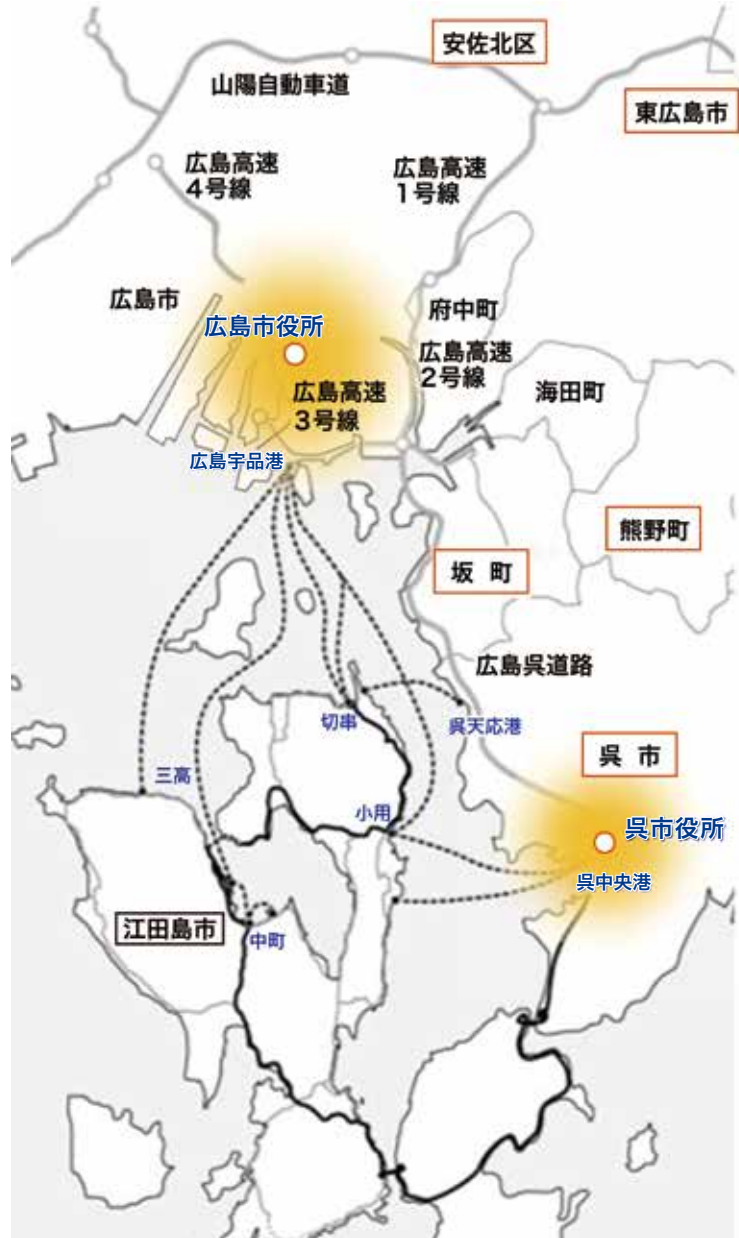 安佐北区
山陽自動車道
東広島市
広島高速
4号線
広島高速
1号線
広島市
府中町
広島市役所
広島高速
2号線
海田町
広島高速
3号線
広島宇品港
熊野町
坂 町
広島呉道路
切串
呉天応港
三高
呉 市
小用
呉市役所
呉中央港
江田島市
中町